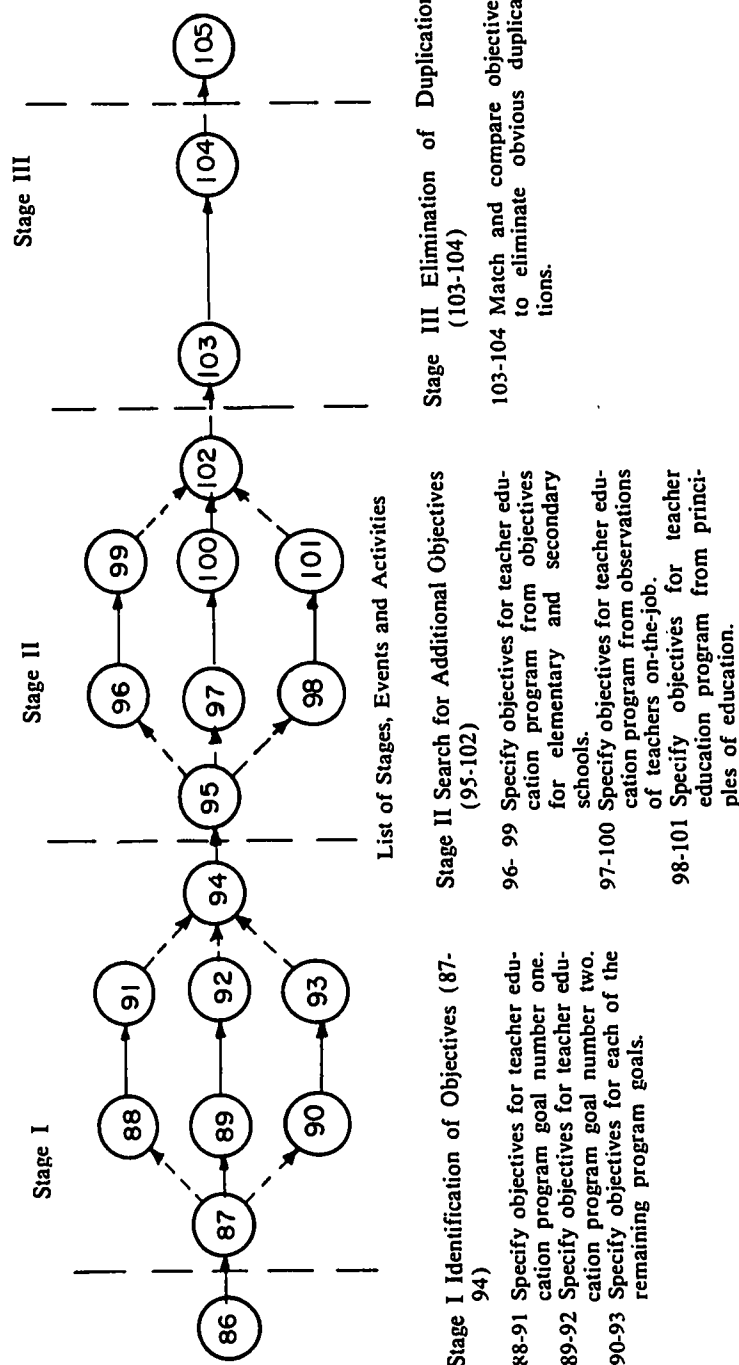 Stage I
Stage II
Stage III
86
87
88
89
90
91
92
93
94
95
96
97
98
99
100
101
102
103
104
105
List of Stages, Events and Activities
Stage I Identification of Objectives (87-
94)
88-91 Specify objectives for teacher edu-
cation program goal number one.
89-92 Specify objectives for teacher edu-
cation program goal number two.
90-93 Specify objectives for each of the
remaining program goals.
Stage II Search for Additional Objectives
(95-102)
96- 99 Specify objectives for teacher edu-
cation program from objectives
for elementary and secondary
schools.
97-100 Specify objectives for teacher edu-
cation program from observations
of teachers on-the-job.
98-101 Specify objectives for teacher
education program from princi-
ples of education.
Stage III Elimination of Duplication
(103-104)
103-104 Match and compare objective
to eliminate obvious duplica
tions.